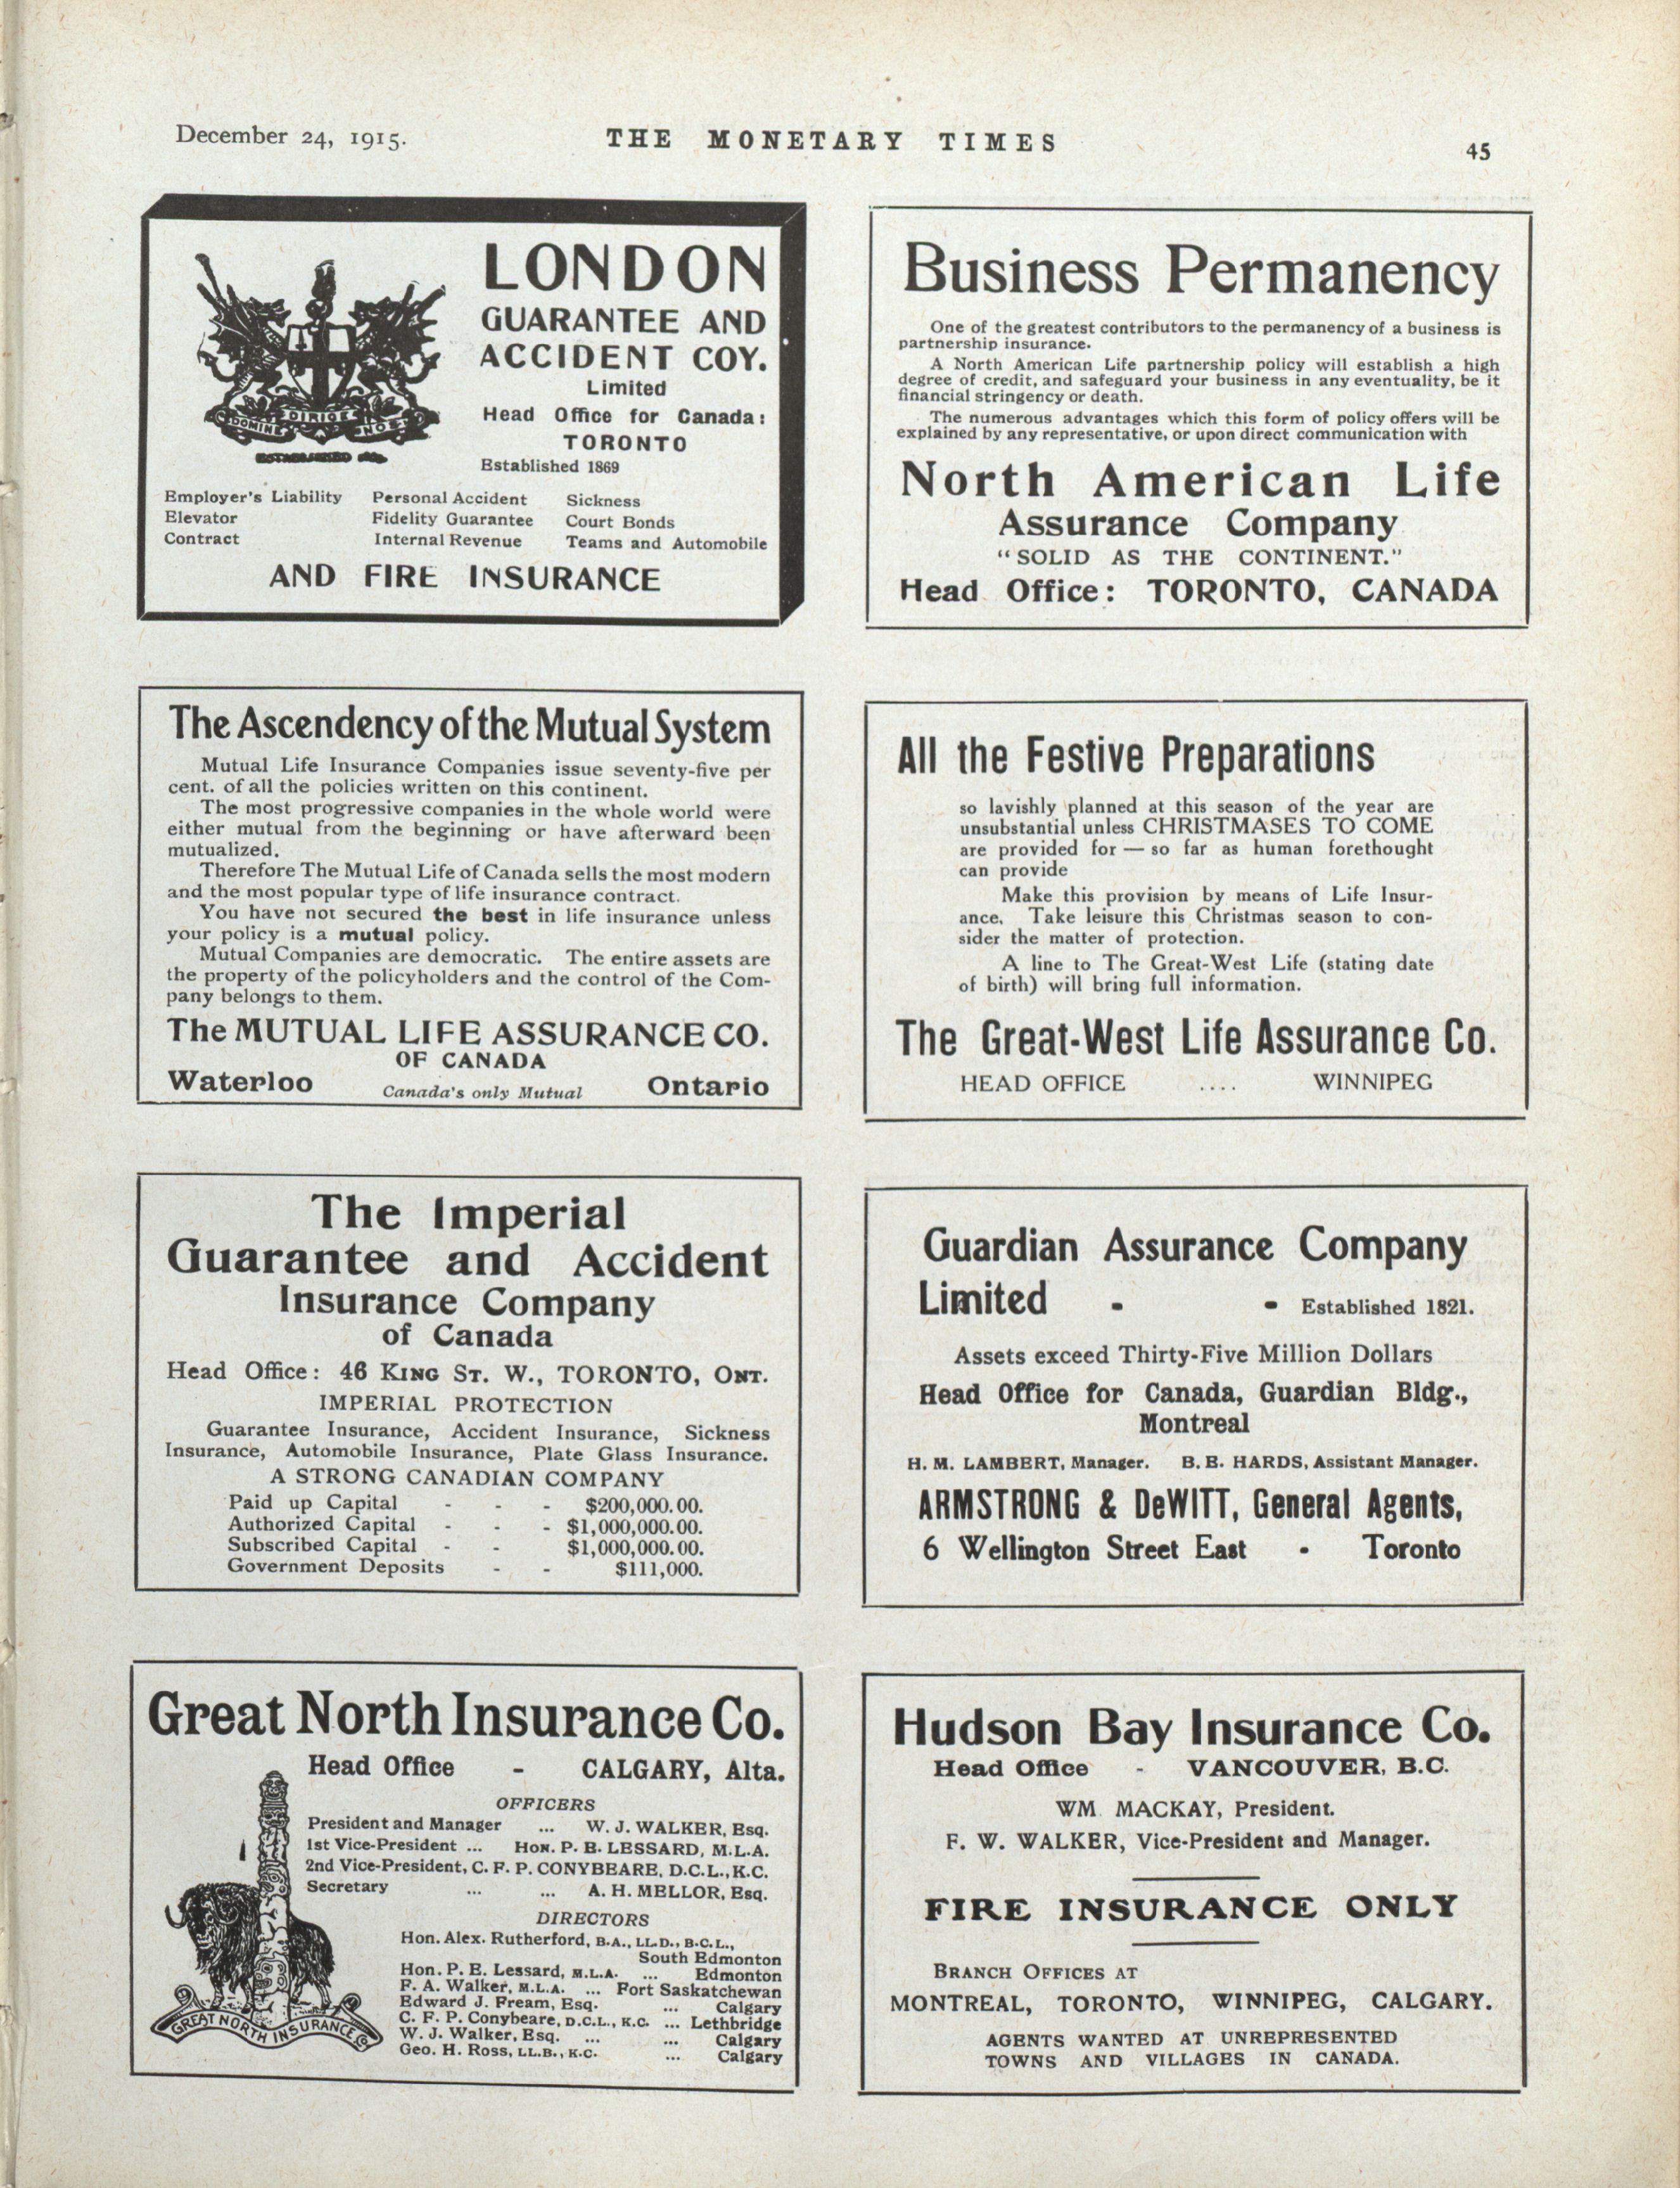 December 24, 1915.
THE MONETARY TIMES
45
LONDON
GUARANTEE AND
ACCIDENT COY.
Limited
Head Office for Canada:
TORONTO
Established 1869
DOMINE DIRIGE NOS
Employer's Liability Personal Accident Sickness
Elevator Fidelity Guarantee Court Bonds
Contract Internal Revenue Teams and Automobile
AND FIRE INSURANCE
Business Permanency
One of the greatest contributors to the permanency of a business is
partnership insurance.
A North American Life partnership policy will establish a high
degree of credit, and safeguard your business in any eventuality, be it
financial stringency or death.
The numerous advantages which this form of policy offers will be
explained by any representative, or upon direct communication with
North American Life
Assurance Company
"SOLID AS THE CONTINENT."
Head Office: TORONTO, CANADA
The Ascendency of the Mutual System
Mutual Life Insurance Companies issue seventy-five per
cent. of all the policies written on this continent.
The most progressive companies in the whole world were
either mutual from the beginning or have afterward been
mutualized.
Therefore The Mutual Life of Canada sells the most modern
and the most popular type of life insurance contract.
You have not secured the best in life insurance unless
your policy is a mutual policy.
Mutual Companies are democratic. The entire assets are
the property of the policyholders and the control of the Com-
pany belongs to them.
The MUTUAL LIFE ASSURANCE CO.
OF CANADA
Waterloo Canada's only Mutual Ontario
All the Festive Preparations
so lavishly planned at this season of the year are
unsubstantial unless CHRISTMASES TO COME
are provided for — so far as human forethought
can provide
Make this provision by means of Life Insur-
ance. Take leisure this Christmas season to con-
sider the matter of protection.
A line to The Great-West Life (stating date
of birth) will bring full information.
The Great-West Life Assurance Co.
HEAD OFFICE .... WINNIPEG
The Imperial
Guarantee and Accident
Insurance Company
of Canada
Head Office: 46 KING ST. W., TORONTO, ONT.
IMPERIAL PROTECTION
Guarantee Insurance, Accident Insurance, Sickness
Insurance, Automobile Insurance, Plate Glass Insurance.
A STRONG CANADIAN COMPANY
Paid up Capital - - - $200,000.00.
Authorized Capital - - - $1,000,000.00.
Subscribed Capital - - $1,000,000.00.
Government Deposits - - $111,000.
Guardian Assurance Company
Limited - - Established 1821.
Assets exceed Thirty-Five Million Dollars
Head Office for Canada, Guardian Bldg.,
Montreal
H. M. LAMBERT, Manager. B. E. HARDS, Assistant Manager.
ARMSTRONG & DeWITT, General Agents,
6 Wellington Street East - Toronto
Great North Insurance Co.
Head Office - CALGARY, Alta.
OFFICERS
President and Manager ... W. J. WALKER, Esq.
1st Vice-President ... HON. P. E. LESSARD, M.L.A.
2nd Vice-President, C. F. P. CONYBEARE, D.C.L., K.C.
Secretary ... ... A. H. MELLOR, Esq.
DIRECTORS
Hon. Alex. Rutherford, B.A., LL.D., B.C.L.,
South Edmonton
Hon. P. E. Lessard, M.L.A. ... Edmonton
F. A. Walker, M.L.A. ... Fort Saskatchewan
Edward J. Fream, Esq. ... Calgary
C. F. P. Conybeare, D.C.L., K.C. ... Lethbridge
W. J. Walker, Esq. ... ... Calgary
Geo. H. Ross, LL.B., K.C. ... Calgary
GREAT NORTH INSURANCE Co
Hudson Bay Insurance Co.
Head Office - VANCOUVER, B.C.
WM. MACKAY, President.
F. W. WALKER, Vice-President and Manager.
FIRE INSURANCE ONLY
BRANCH OFFICES AT
MONTREAL, TORONTO, WINNIPEG, CALGARY.
AGENTS WANTED AT UNREPRESENTED
TOWNS AND VILLAGES IN CANADA.